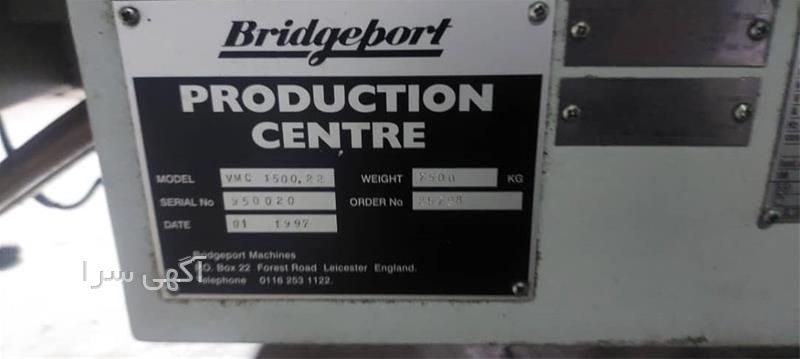 Bridgeport
PRODUCTION
CENTRE
MODEL VMC 1500.22 WEIGHT 7500 KG
SERIAL No 950020 ORDER No
DATE 01 1997
Bridgeport Machines
P.O. Box 22 Forest Road Leicester England.
Telephone 0116 253 1122.
آگهی سرا